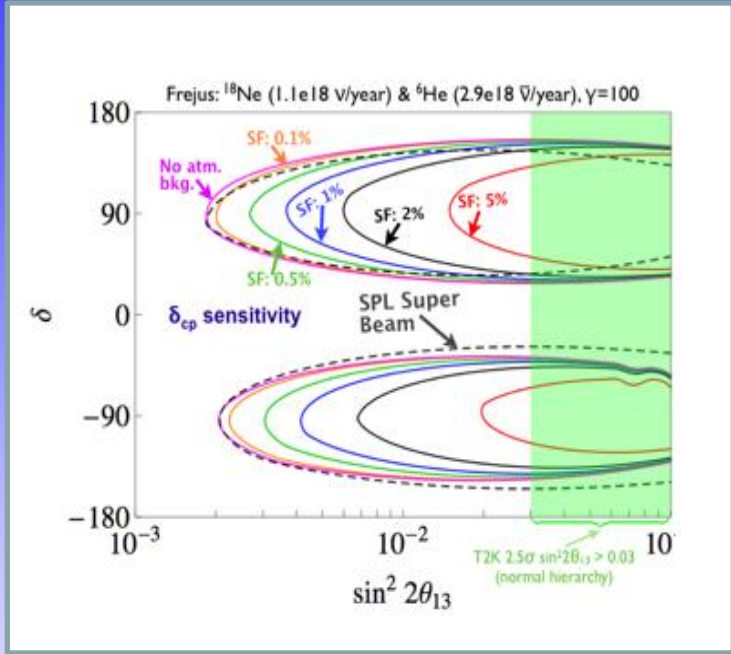 Frejus: ¹⁸Ne (1.1e18 ν/year) & ⁶He (2.9e18 ν̅/year), γ=100
180
SF: 0.1%
No atm.
bkg.
SF: 1%
SF: 2%
SF: 5%
90
SF: 0.5%
δ
0
δcp sensitivity
SPL Super
Beam
−90
−180
10⁻³
10⁻²
10
T2K 2.5σ sin²2θ₁₃ > 0.03
(normal hierarchy)
sin² 2θ₁₃